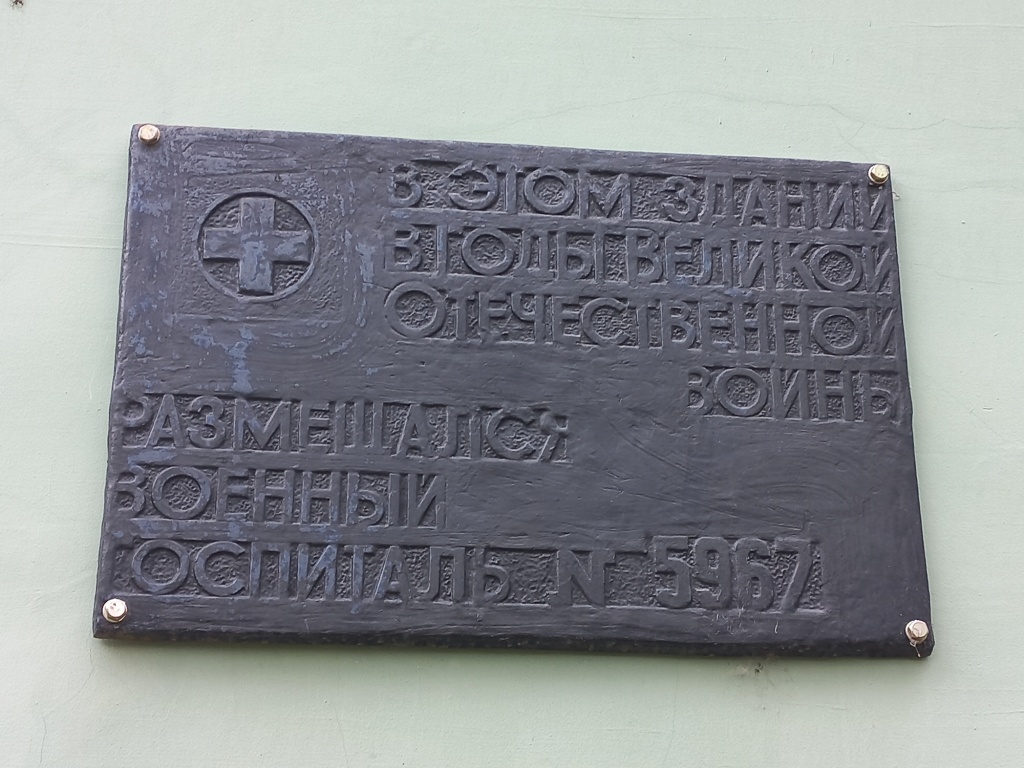 В ЭТОМ ЗДАНИИ
В ГОДЫ ВЕЛИКОЙ
ОТЕЧЕСТВЕННОЙ
ВОЙНЫ
РАЗМЕЩАЛСЯ
ВОЕННЫЙ
ГОСПИТАЛЬ N 5967